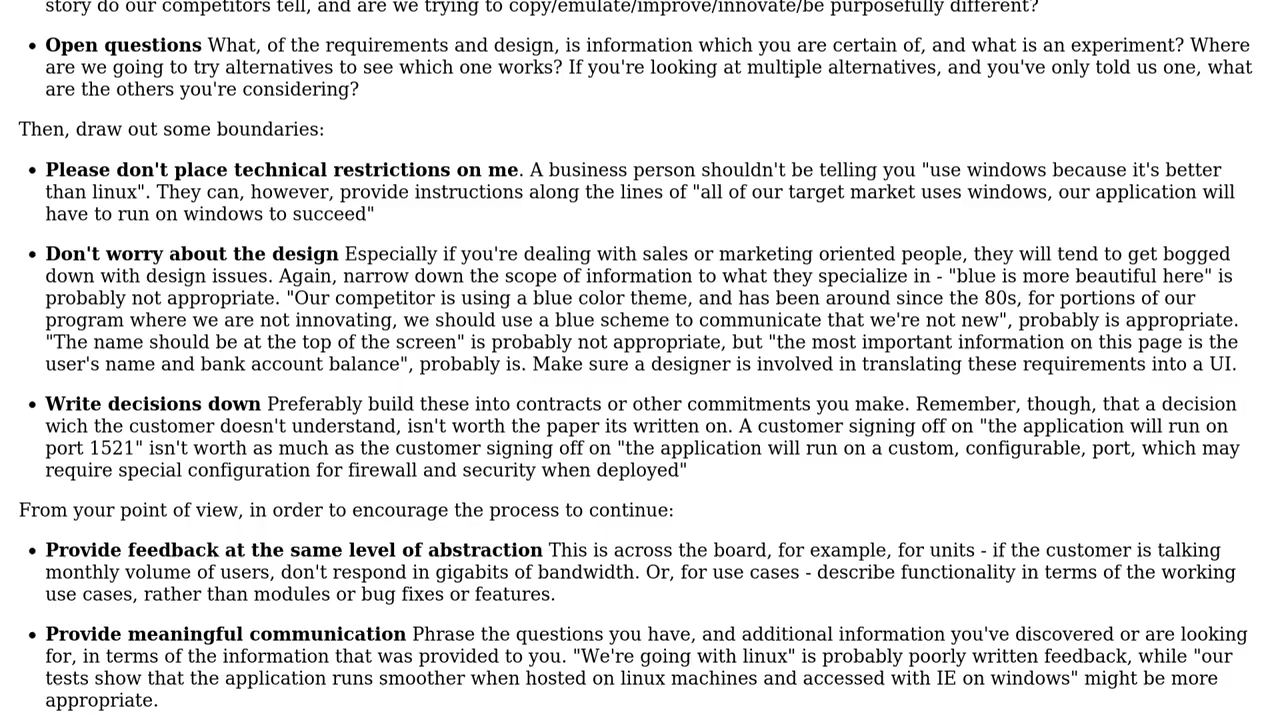 story do our competitors tell, and are we trying to copy/emulate/improve/innovate/be purposefully different?
• Open questions What, of the requirements and design, is information which you are certain of, and what is an experiment? Where
are we going to try alternatives to see which one works? If you're looking at multiple alternatives, and you've only told us one, what
are the others you're considering?
Then, draw out some boundaries:
• Please don't place technical restrictions on me. A business person shouldn't be telling you "use windows because it's better
than linux". They can, however, provide instructions along the lines of "all of our target market uses windows, our application will
have to run on windows to succeed"
• Don't worry about the design Especially if you're dealing with sales or marketing oriented people, they will tend to get bogged
down with design issues. Again, narrow down the scope of information to what they specialize in - "blue is more beautiful here" is
probably not appropriate. "Our competitor is using a blue color theme, and has been around since the 80s, for portions of our
program where we are not innovating, we should use a blue scheme to communicate that we're not new", probably is appropriate.
"The name should be at the top of the screen" is probably not appropriate, but "the most important information on this page is the
user's name and bank account balance", probably is. Make sure a designer is involved in translating these requirements into a UI.
• Write decisions down Preferably build these into contracts or other commitments you make. Remember, though, that a decision
wich the customer doesn't understand, isn't worth the paper its written on. A customer signing off on "the application will run on
port 1521" isn't worth as much as the customer signing off on "the application will run on a custom, configurable, port, which may
require special configuration for firewall and security when deployed"
From your point of view, in order to encourage the process to continue:
• Provide feedback at the same level of abstraction This is across the board, for example, for units - if the customer is talking
monthly volume of users, don't respond in gigabits of bandwidth. Or, for use cases - describe functionality in terms of the working
use cases, rather than modules or bug fixes or features.
• Provide meaningful communication Phrase the questions you have, and additional information you've discovered or are looking
for, in terms of the information that was provided to you. "We're going with linux" is probably poorly written feedback, while "our
tests show that the application runs smoother when hosted on linux machines and accessed with IE on windows" might be more
appropriate.